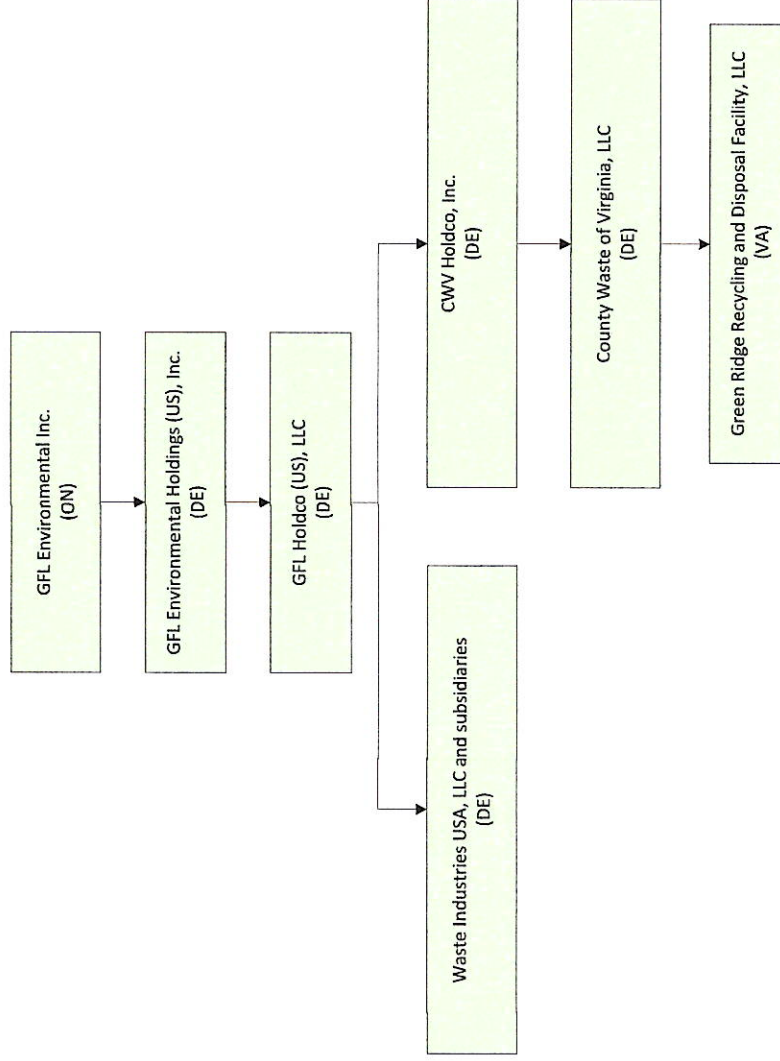 GFL Environmental Inc.
(ON)
GFL Environmental Holdings (US), Inc.
(DE)
GFL Holdco (US), LLC
(DE)
Waste Industries USA, LLC and subsidiaries
(DE)
CWV Holdco, Inc.
(DE)
County Waste of Virginia, LLC
(DE)
Green Ridge Recycling and Disposal Facility, LLC
(VA)